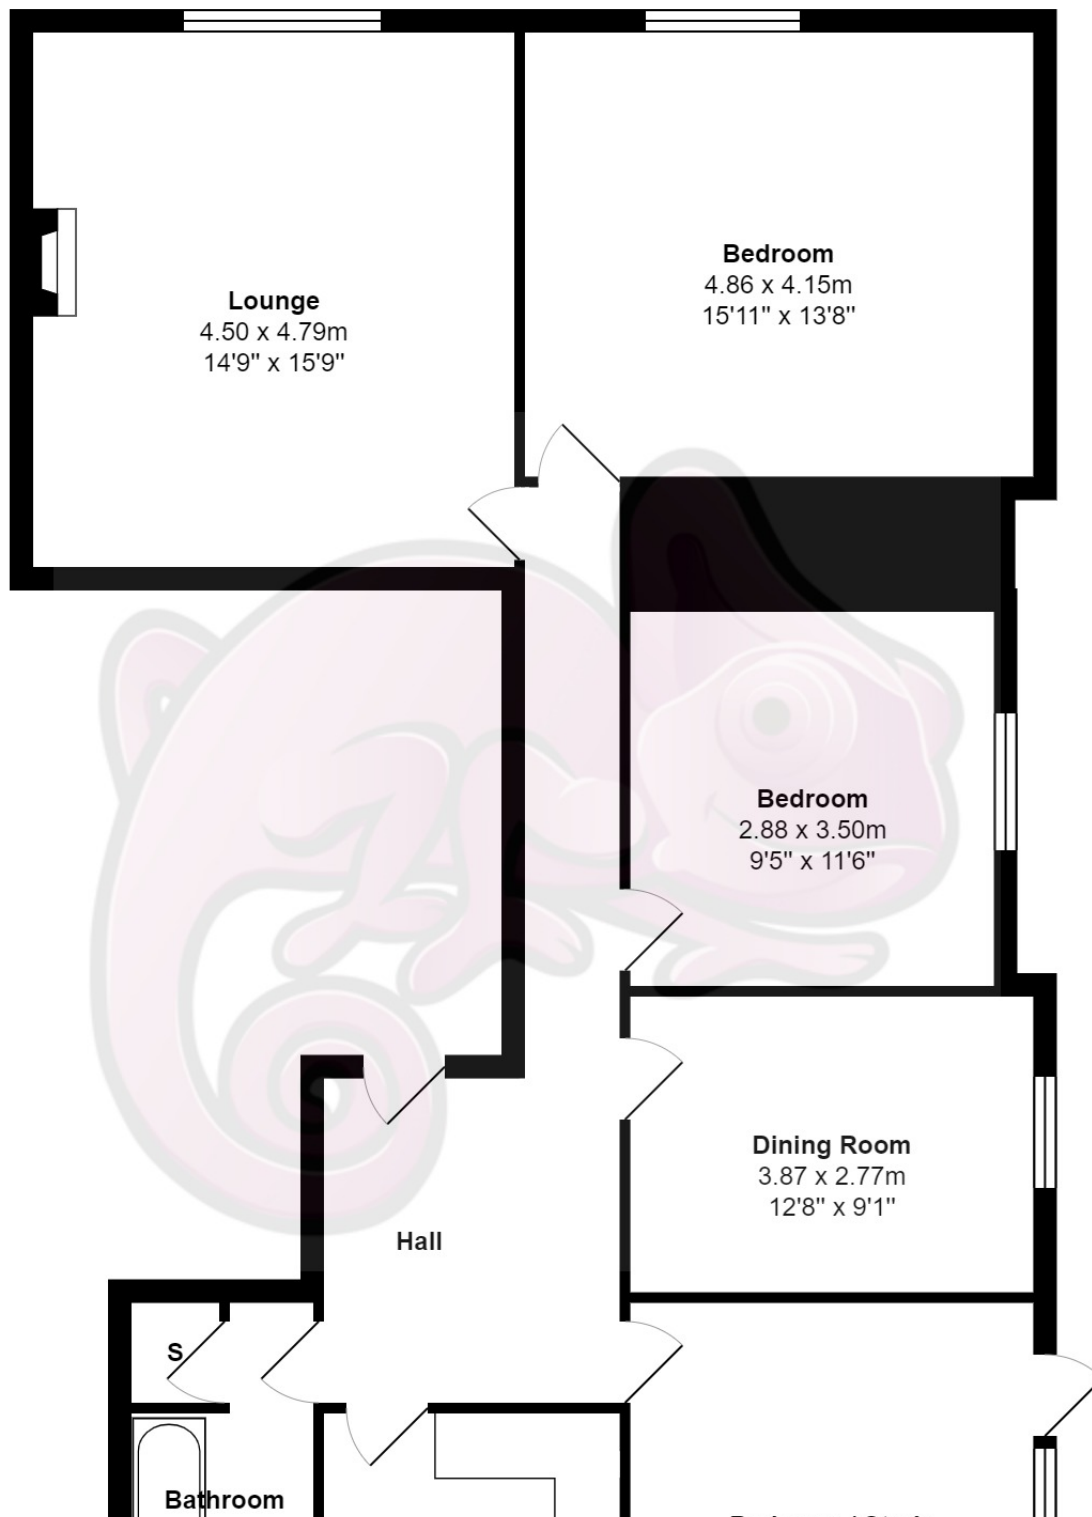 Lounge
4.50 x 4.79m
14'9" x 15'9"
Bedroom
4.86 x 4.15m
15'11" x 13'8"
Bedroom
2.88 x 3.50m
9'5" x 11'6"
Dining Room
3.87 x 2.77m
12'8" x 9'1"
Hall
S
Bathroom